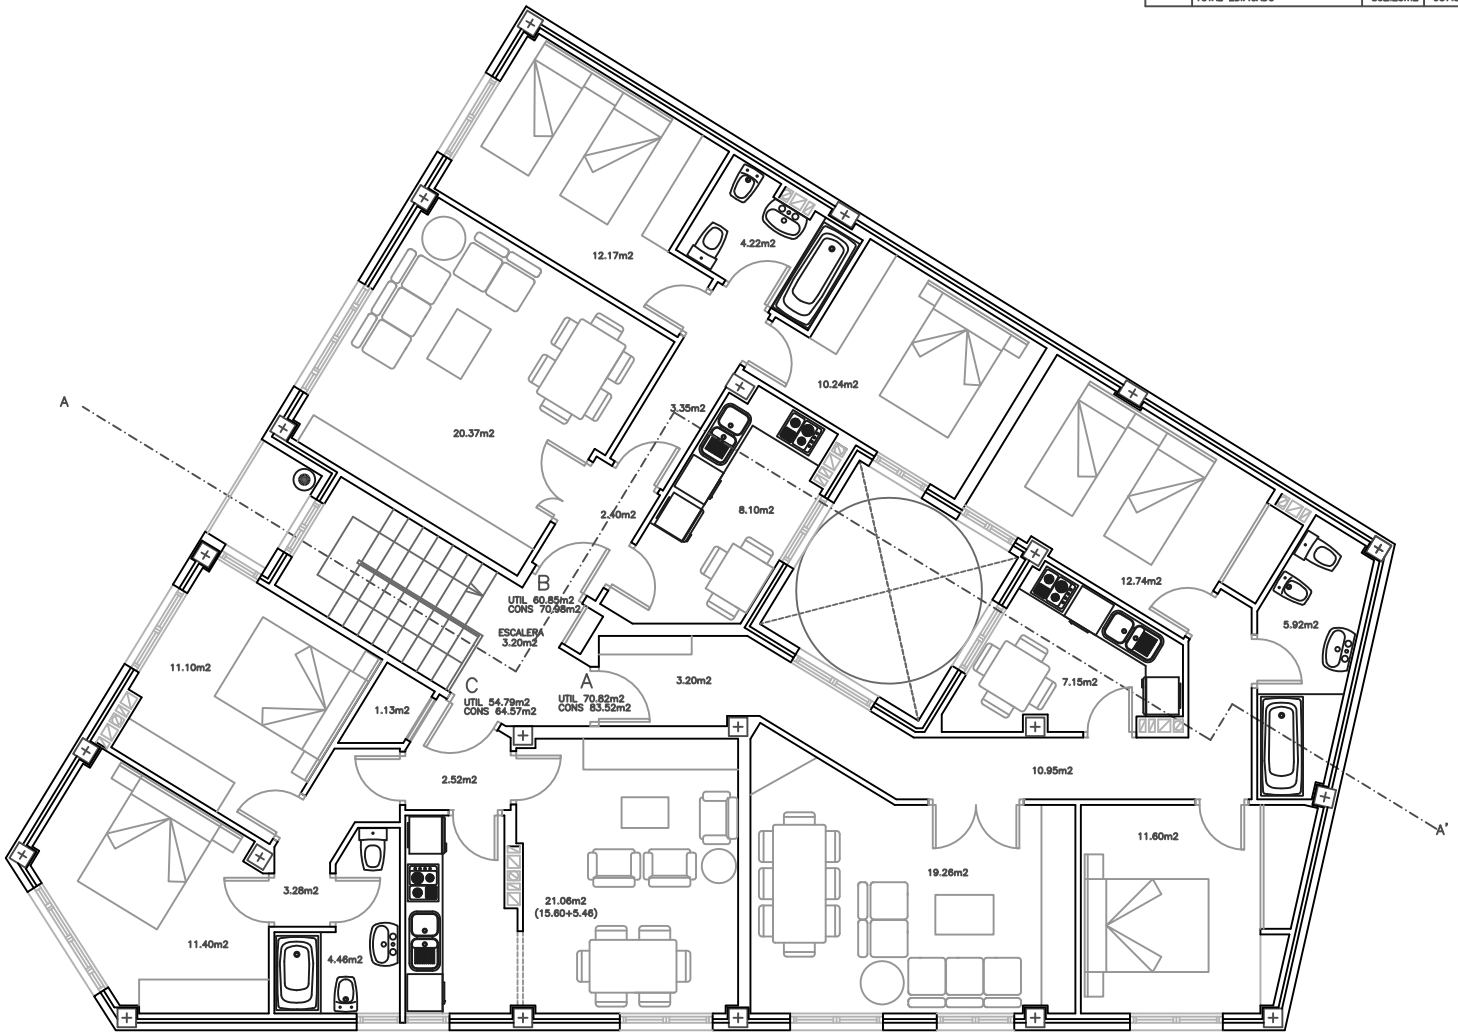 12.17m2
4.22m2
10.24m2
A
3.35m2
20.37m2
2.40m2
8.10m2
12.74m2
B
UTIL 60.85m2
CONS 70.98m2
ESCALERA
3.20m2
5.92m2
11.10m2
C
UTIL 54.79m2
CONS 64.57m2
A
UTIL 70.82m2
CONS 83.52m2
3.20m2
7.15m2
1.13m2
2.52m2
10.95m2
A'
11.60m2
19.26m2
3.28m2
21.06m2
(15.60+5.46)
11.40m2
4.46m2